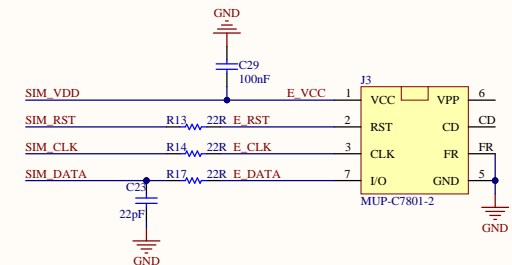 GND
C29
100nF
J3
SIM_VDD E_VCC 1 VCC VPP 6
SIM_RST R13 22R E_RST 2 RST CD CD
SIM_CLK R14 22R E_CLK 3 CLK FR FR
SIM_DATA R17 22R E_DATA 7 I/O GND 5
C23
22pF
MUP-C7801-2
GND
GND